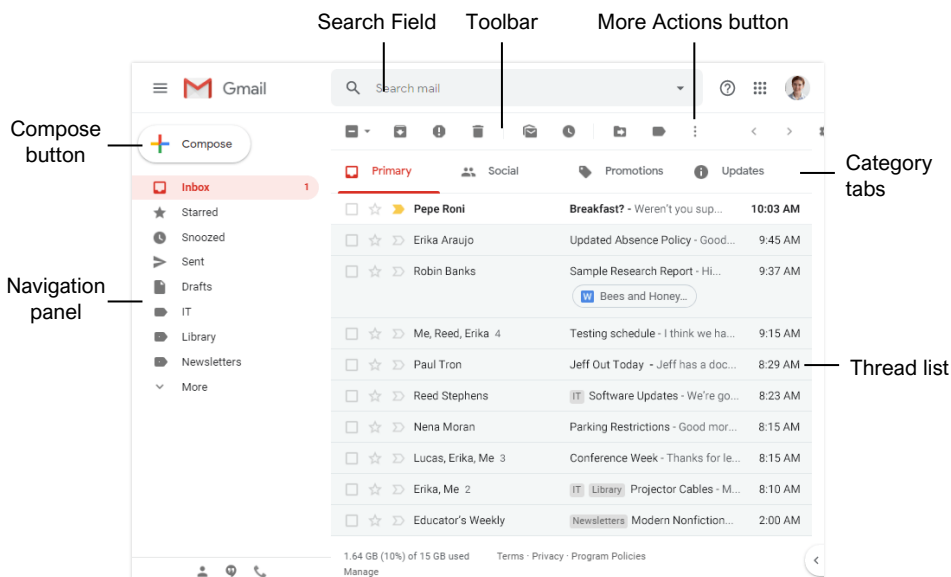 Search Field Toolbar More Actions button
Gmail Search mail
Compose button
Compose
Primary Social Promotions Updates
Category tabs
Inbox 1
Starred
Snoozed
Sent
Drafts
IT
Library
Newsletters
More
Navigation panel
Pepe Roni Breakfast? - Weren't you sup... 10:03 AM
Erika Araujo Updated Absence Policy - Good... 9:45 AM
Robin Banks Sample Research Report - Hi... 9:37 AM
W Bees and Honey...
Me, Reed, Erika 4 Testing schedule - I think we ha... 9:15 AM
Paul Tron Jeff Out Today - Jeff has a doc... 8:29 AM
Thread list
Reed Stephens IT Software Updates - We're go... 8:23 AM
Nena Moran Parking Restrictions - Good mor... 8:15 AM
Lucas, Erika, Me 3 Conference Week - Thanks for le... 8:15 AM
Erika, Me 2 IT Library Projector Cables - M... 8:10 AM
Educator's Weekly Newsletters Modern Nonfiction... 2:00 AM
1.64 GB (10%) of 15 GB used Terms · Privacy · Program Policies
Manage